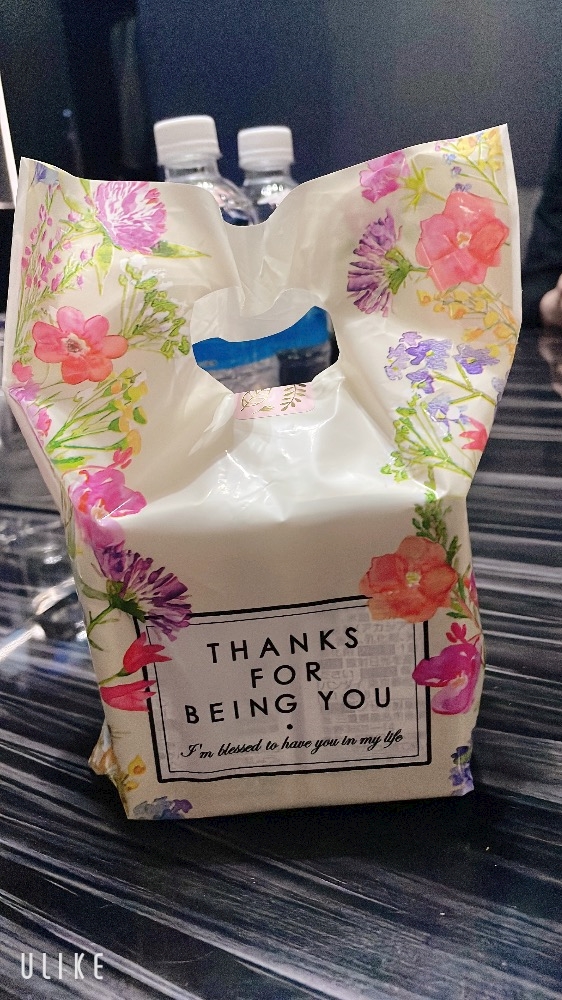 THANKS
FOR
BEING YOU
I'm blessed to have you in my life
ULIKE